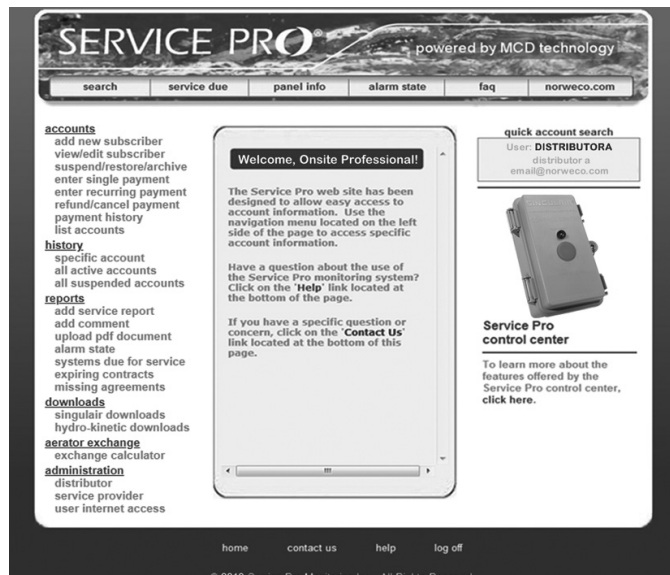 SERVICE PRO®
powered by MCD technology
search
service due
panel info
alarm state
faq
norweco.com
accounts
add new subscriber
view/edit subscriber
suspend/restore/archive
enter single payment
enter recurring payment
refund/cancel payment
payment history
list accounts
history
specific account
all active accounts
all suspended accounts
reports
add service report
add comment
upload pdf document
alarm state
systems due for service
expiring contracts
missing agreements
downloads
singulair downloads
hydro-kinetic downloads
aerator exchange
exchange calculator
administration
distributor
service provider
user internet access
Welcome, Onsite Professional!
The Service Pro web site has been
designed to allow easy access to
account information. Use the
navigation menu located on the left
side of the page to access specific
account information.
Have a question about the use of
the Service Pro monitoring system?
Click on the 'Help' link located at
the bottom of the page.
If you have a specific question or
concern, click on the 'Contact Us'
link located at the bottom of this
page.
quick account search
User: DISTRIBUTORA
distributor a
email@norweco.com
Service Pro
control center
To learn more about the
features offered by the
Service Pro control center,
click here.
home
contact us
help
log off